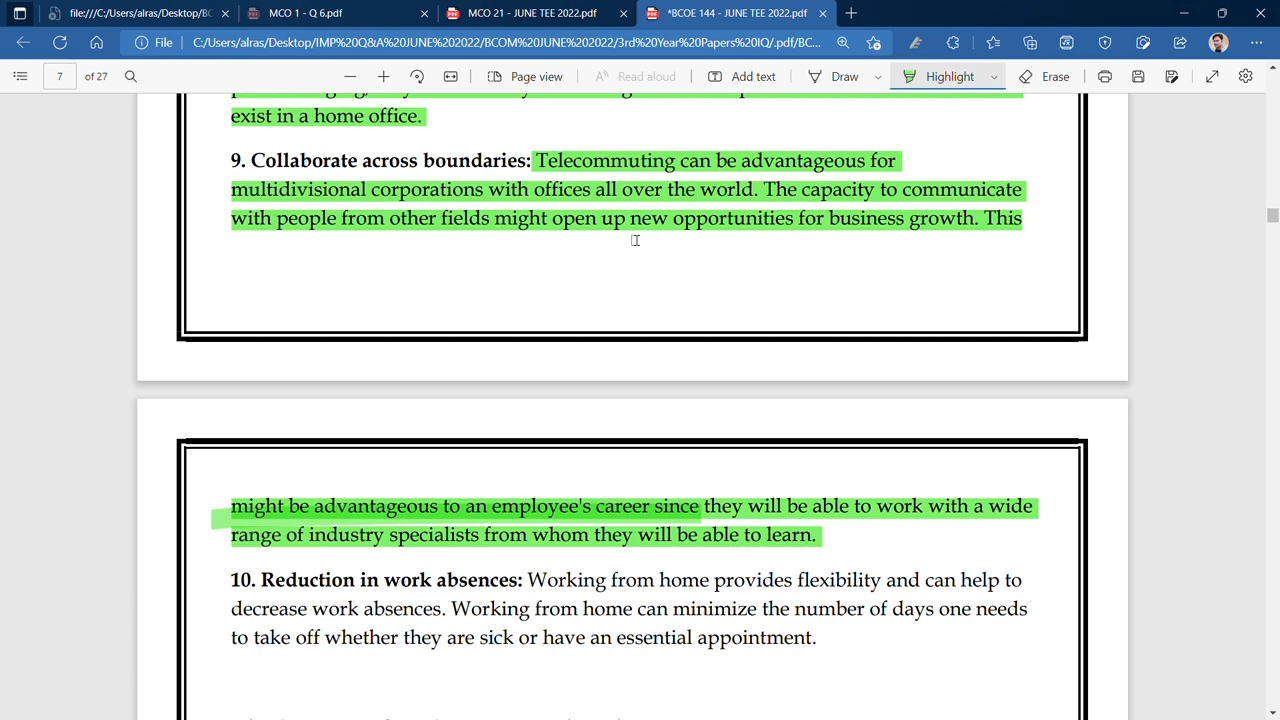 file:///C:/Users/alras/Desktop/BC
MCO 1 - Q 6.pdf
MCO 21 - JUNE TEE 2022.pdf
*BCOE 144 - JUNE TEE 2022.pdf
File
C:/Users/alras/Desktop/IMP%20Q&A%20JUNE%202022/BCOM%20JUNE%202022/3rd%20Year%20Papers%20IQ/.pdf/BC...
7 of 27
Page view
Read aloud
Add text
Draw
Highlight
Erase
exist in a home office.
9. Collaborate across boundaries: Telecommuting can be advantageous for
multidivisional corporations with offices all over the world. The capacity to communicate
with people from other fields might open up new opportunities for business growth. This
might be advantageous to an employee's career since they will be able to work with a wide
range of industry specialists from whom they will be able to learn.
10. Reduction in work absences: Working from home provides flexibility and can help to
decrease work absences. Working from home can minimize the number of days one needs
to take off whether they are sick or have an essential appointment.